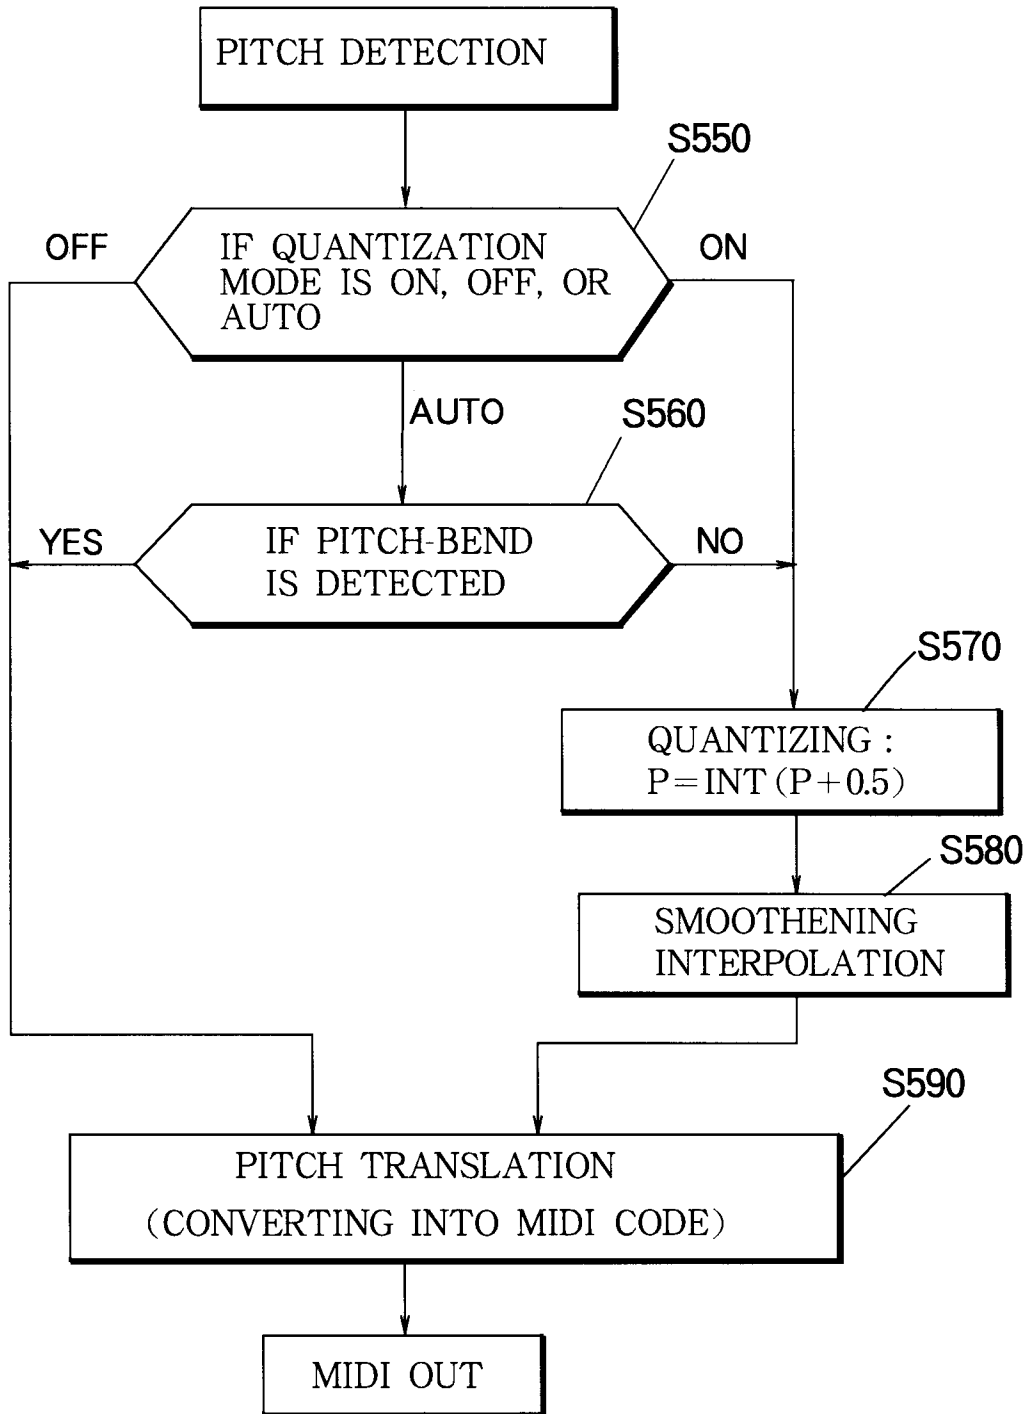 PITCH DETECTION
S550
OFF
IF QUANTIZATION
MODE IS ON, OFF, OR
AUTO
ON
AUTO
S560
YES
IF PITCH-BEND
IS DETECTED
NO
S570
QUANTIZING :
P=INT (P+0.5)
S580
SMOOTHENING
INTERPOLATION
S590
PITCH TRANSLATION
(CONVERTING INTO MIDI CODE)
MIDI OUT